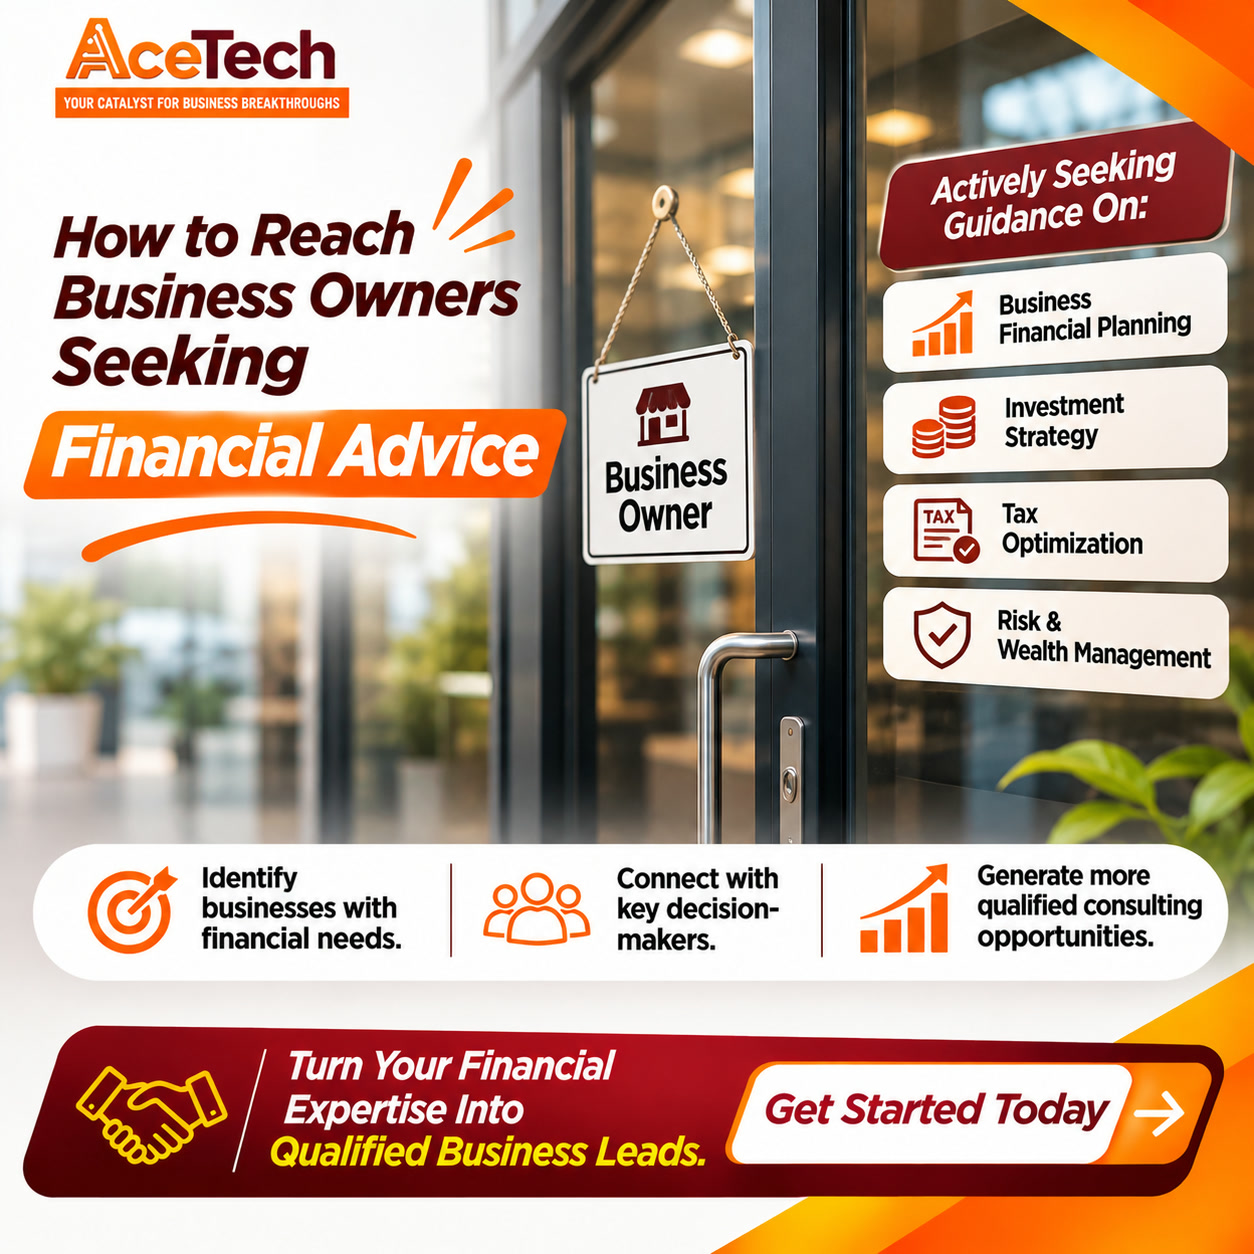 AceTech
YOUR CATALYST FOR BUSINESS BREAKTHROUGHS
How to Reach
Business Owners
Seeking
Financial Advice
Business
Owner
Actively Seeking
Guidance On:
Business
Financial Planning
Investment
Strategy
TAX
Tax
Optimization
Risk &
Wealth Management
Identify
businesses with
financial needs.
Connect with
key decision-
makers.
Generate more
qualified consulting
opportunities.
Turn Your Financial
Expertise Into
Qualified Business Leads.
Get Started Today